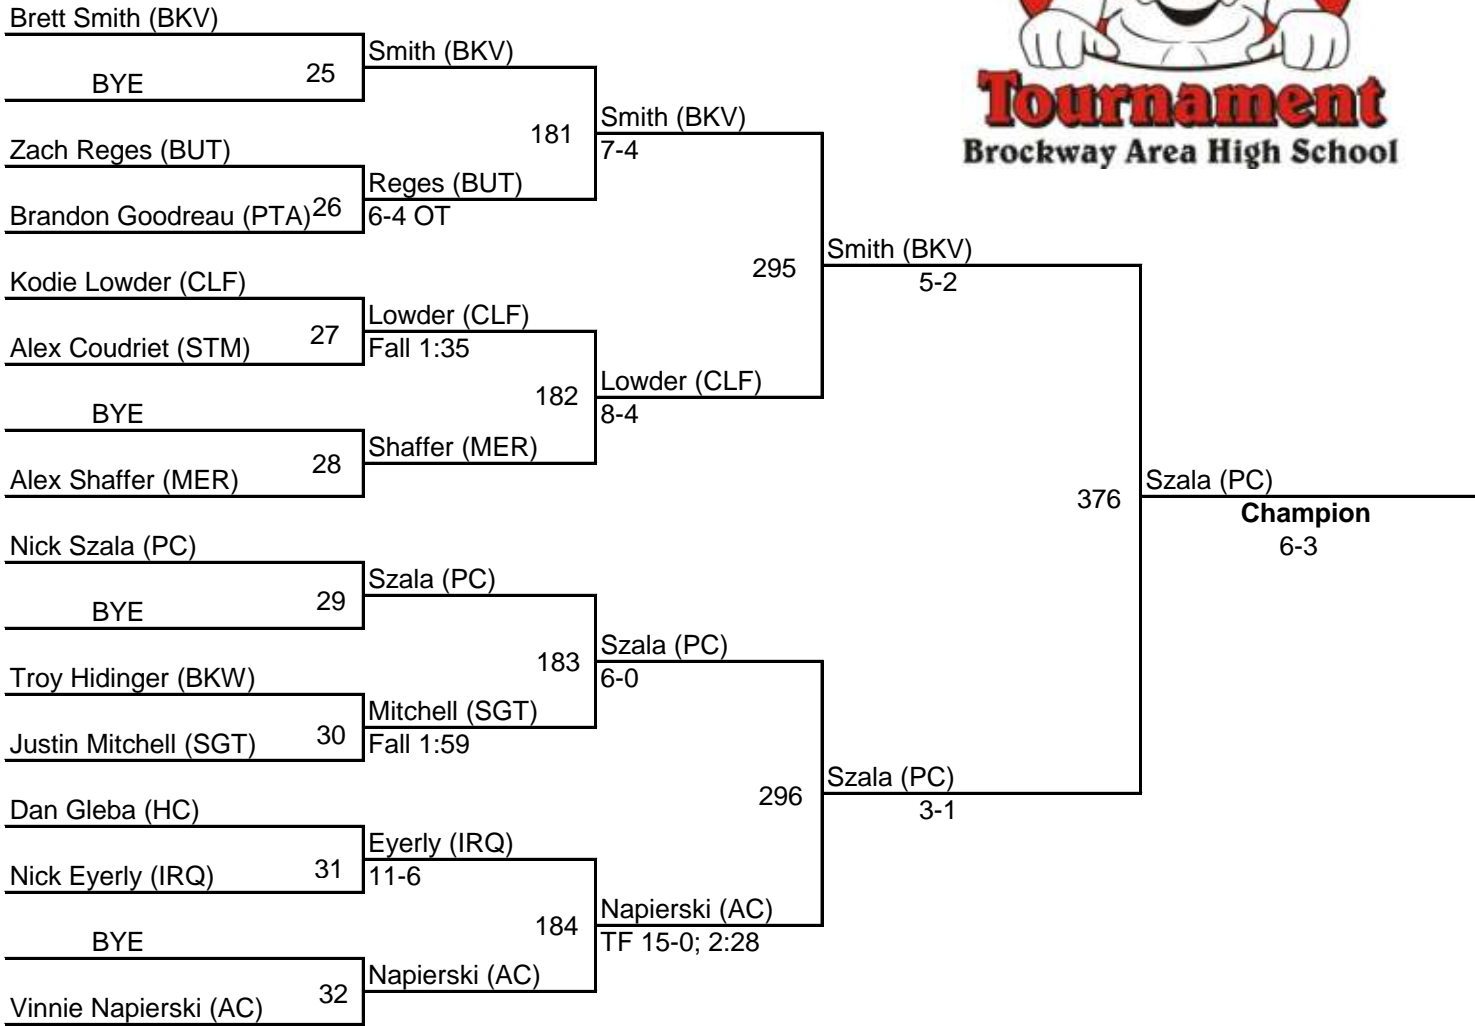 Brett Smith (BKV)
BYE
25
Smith (BKV)
Zach Reges (BUT)
Brandon Goodreau (PTA)
26
Reges (BUT)
6-4 OT
181
Smith (BKV)
7-4
Kodie Lowder (CLF)
Alex Coudriet (STM)
27
Lowder (CLF)
Fall 1:35
BYE
Alex Shaffer (MER)
28
Shaffer (MER)
182
Lowder (CLF)
8-4
295
Smith (BKV)
5-2
Nick Szala (PC)
BYE
29
Szala (PC)
Troy Hidinger (BKW)
Justin Mitchell (SGT)
30
Mitchell (SGT)
Fall 1:59
183
Szala (PC)
6-0
Dan Gleba (HC)
Nick Eyerly (IRQ)
31
Eyerly (IRQ)
11-6
BYE
Vinnie Napierski (AC)
32
Napierski (AC)
184
Napierski (AC)
TF 15-0; 2:28
296
Szala (PC)
3-1
376
Szala (PC)
Champion
6-3
Tournament
Brockway Area High School